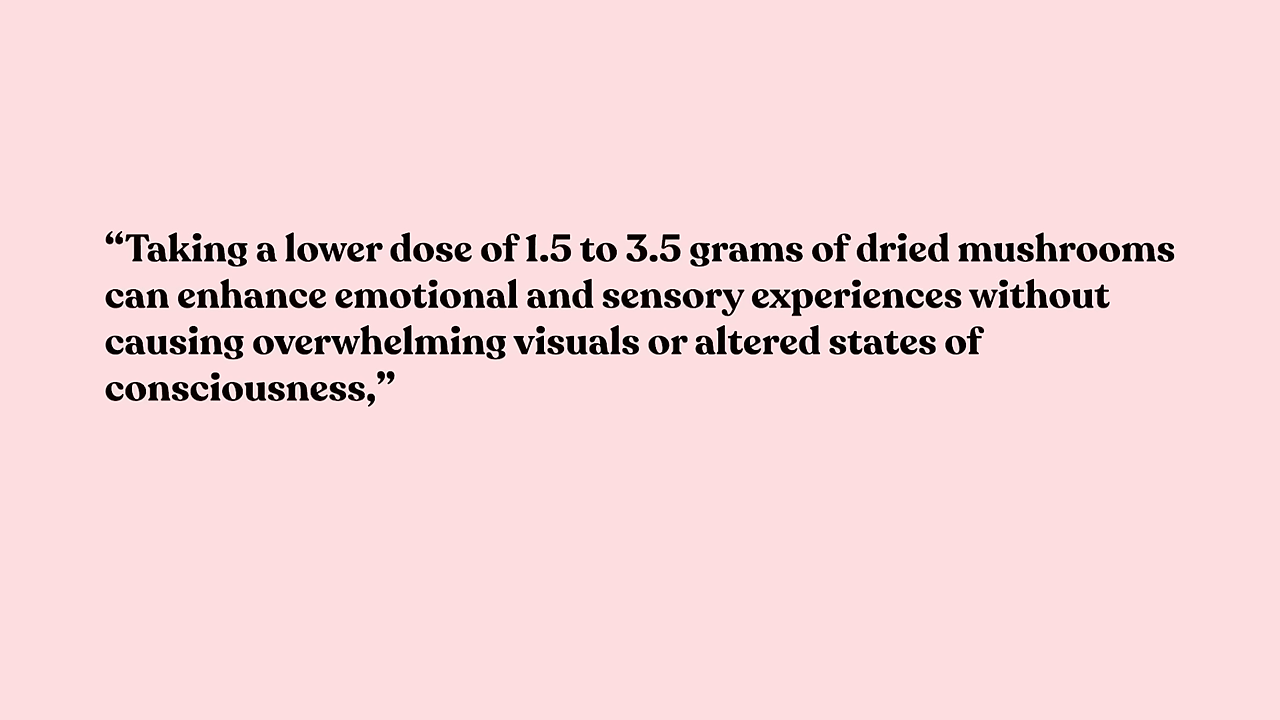 “Taking a lower dose of 1.5 to 3.5 grams of dried mushrooms
can enhance emotional and sensory experiences without
causing overwhelming visuals or altered states of
consciousness,”